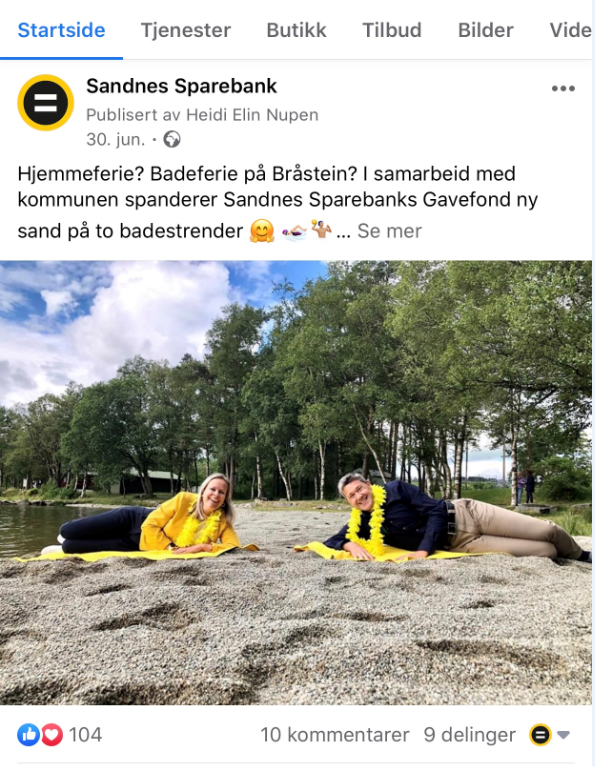 Startside Tjenester Butikk Tilbud Bilder Vide
Sandnes Sparebank
Publisert av Heidi Elin Nupen
30. jun. ·
Hjemmeferie? Badeferie på Bråstein? I samarbeid med
kommunen spanderer Sandnes Sparebanks Gavefond ny
sand på to badestrender 🤗 🏊🤽... Se mer
104 10 kommentarer 9 delinger